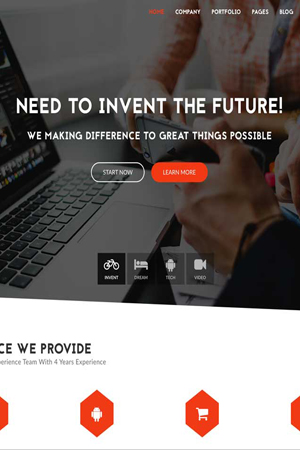 HOME COMPANY PORTFOLIO PAGES BLOG
NEED TO INVENT THE FUTURE!
WE MAKING DIFFERENCE TO GREAT THINGS POSSIBLE
START NOW LEARN MORE
INVENT DREAM TECH VIDEO
CE WE PROVIDE
perience Team With 4 Years Experience